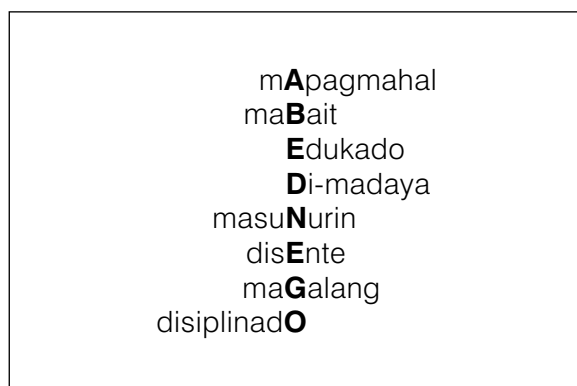 mApagmahal
maBait
Edukado
Di-madaya
masuNurin
disEnte
maGalang
disiplinadO